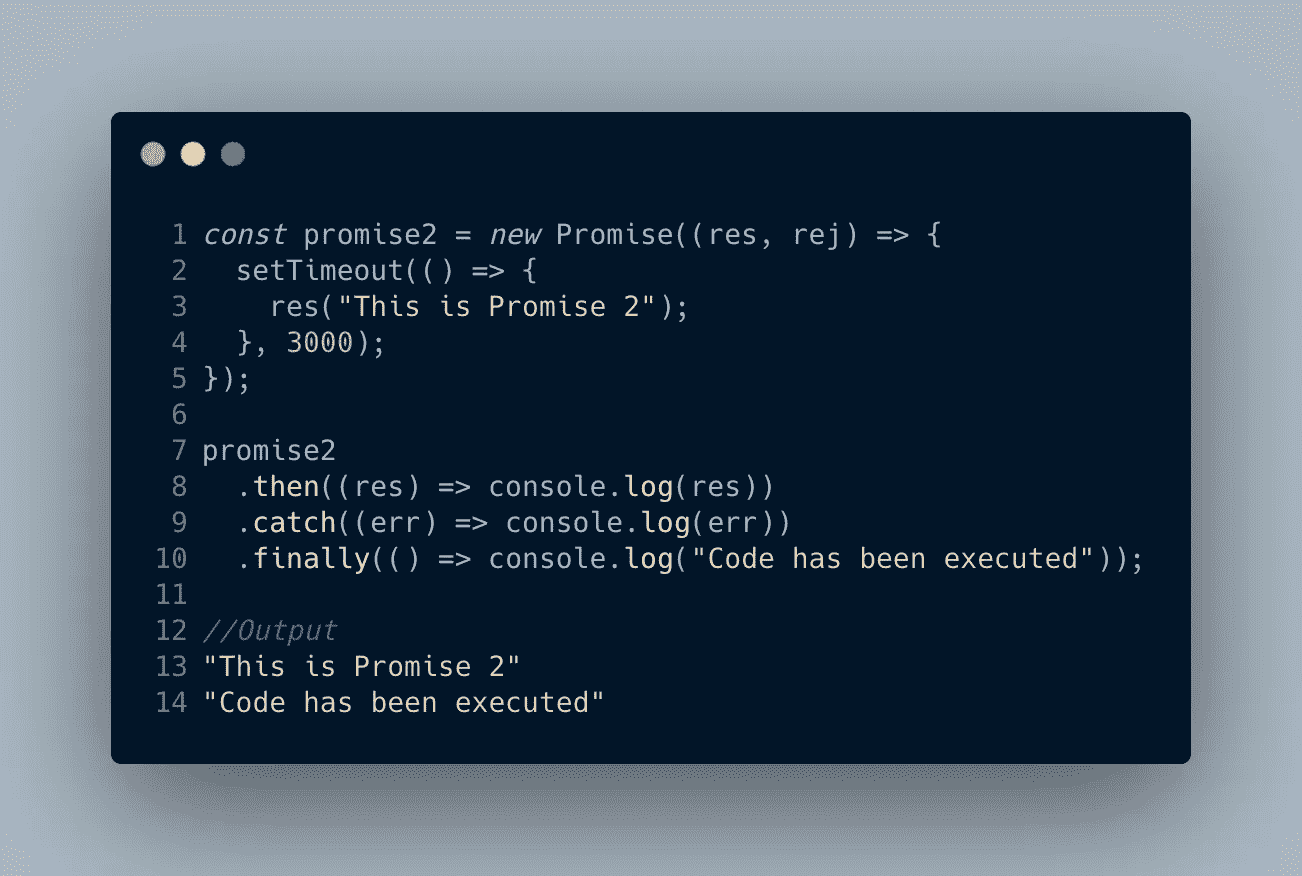 1 const promise2 = new Promise((res, rej) => {
2   setTimeout(() => {
3     res("This is Promise 2");
4   }, 3000);
5 });
6
7 promise2
8   .then((res) => console.log(res))
9   .catch((err) => console.log(err))
10   .finally(() => console.log("Code has been executed"));
11
12 //Output
13 "This is Promise 2"
14 "Code has been executed"